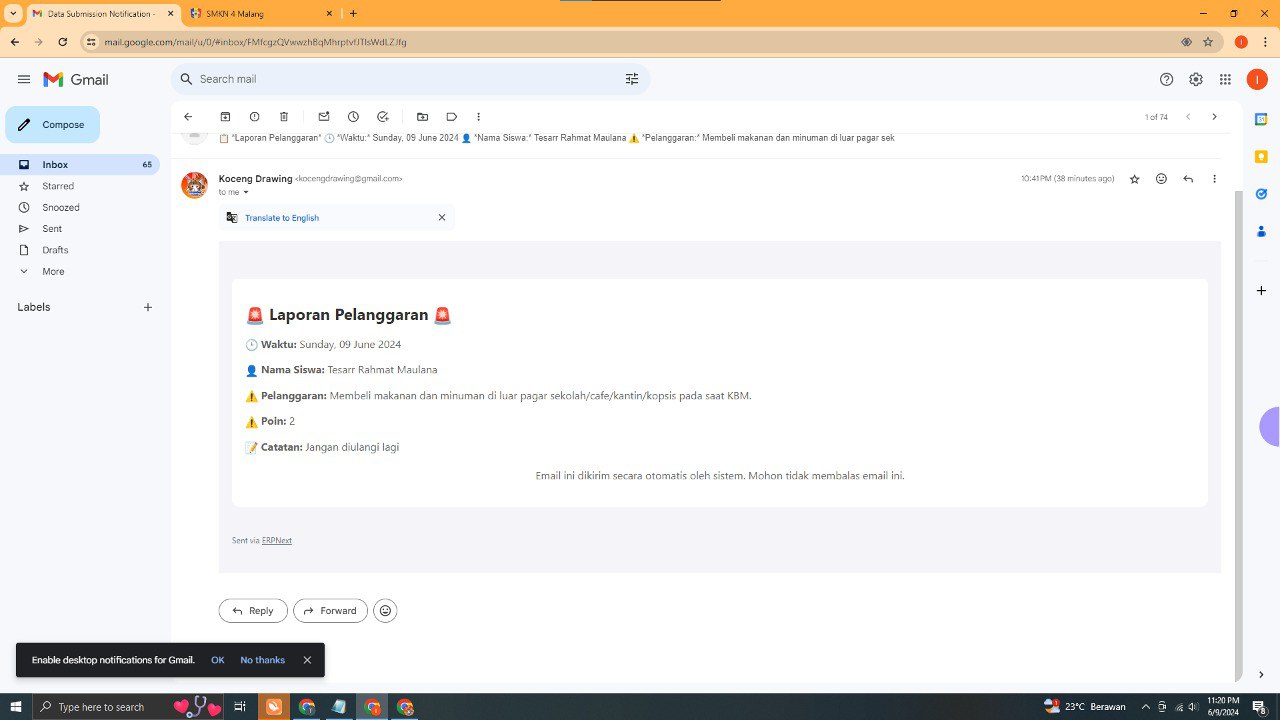 Data Submission Notification -
SMKN 4 Malang
mail.google.com/mail/u/0/#inbox/
Gmail
Search mail
Compose
1 of 74
📋 *Laporan Pelanggaran* 🕒 *Waktu:* Sunday, 09 June 2024 👤 *Nama Siswa:* Tesarr Rahmat Maulana ⚠️ *Pelanggaran:* Membeli makanan dan minuman di luar pagar sek
Inbox 65
Starred
Snoozed
Sent
Drafts
More
Labels
Koceng Drawing <kocengdrawing@gmail.com>
10:41 PM (38 minutes ago)
to me
Translate to English
🚨 Laporan Pelanggaran 🚨
🕒 Waktu: Sunday, 09 June 2024
👤 Nama Siswa: Tesarr Rahmat Maulana
⚠️ Pelanggaran: Membeli makanan dan minuman di luar pagar sekolah/cafe/kantin/kopsis pada saat KBM.
⚠️ Poin: 2
📝 Catatan: Jangan diulangi lagi
Email ini dikirim secara otomatis oleh sistem. Mohon tidak membalas email ini.
Sent via ERPNext
Reply
Forward
Enable desktop notifications for Gmail. OK No thanks
Type here to search
23°C Berawan
11:20 PM
6/9/2024